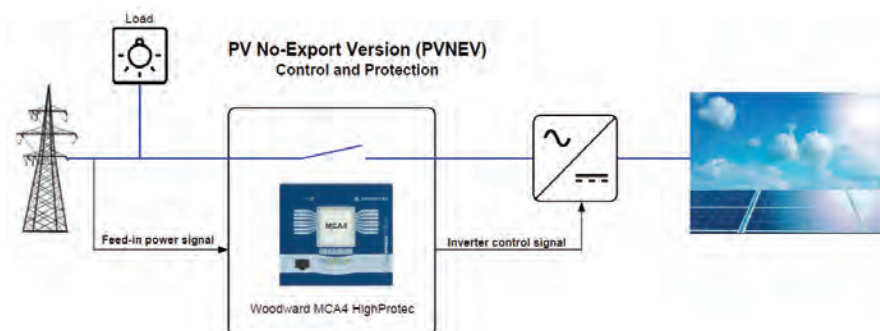 Load
PV No-Export Version (PVNEV)
Control and Protection
MCA4
Feed-in power signal
Inverter control signal
Woodward MCA4 HighProtec